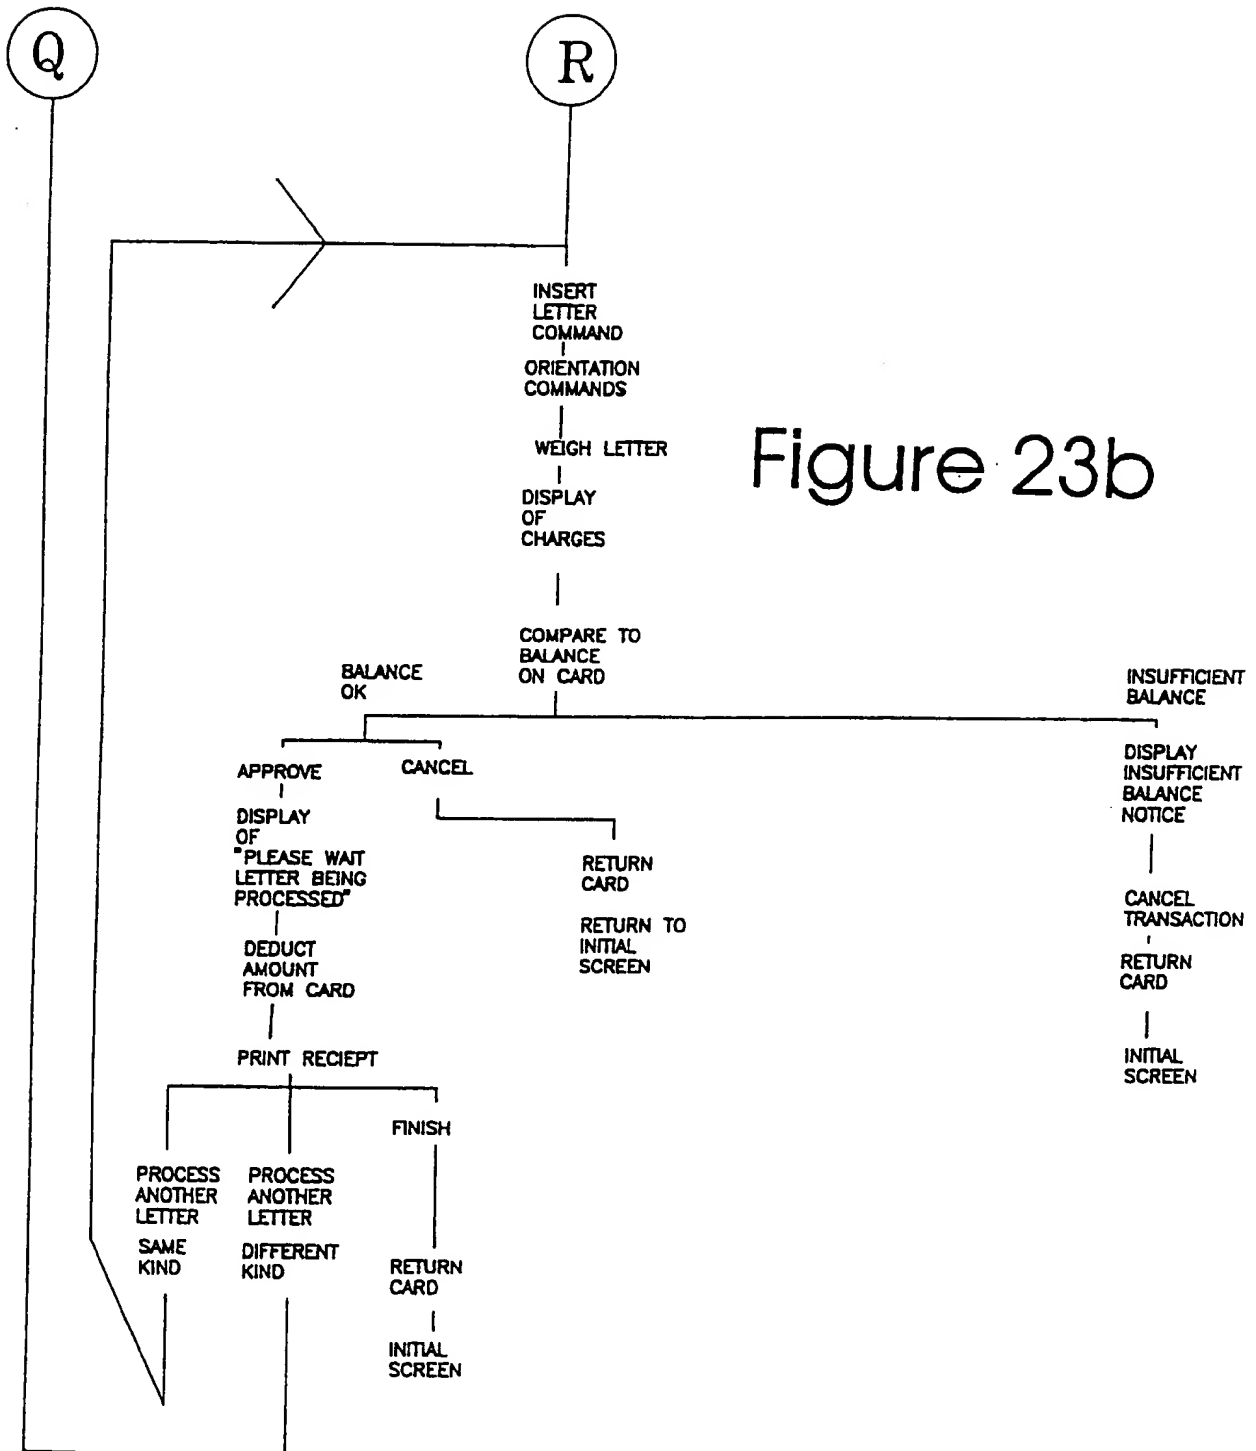 Q
R
INSERT
LETTER
COMMAND
ORIENTATION
COMMANDS
WEIGH LETTER
Figure 23b
DISPLAY
OF
CHARGES
COMPARE TO
BALANCE
ON CARD
BALANCE
OK
INSUFFICIENT
BALANCE
APPROVE
CANCEL
DISPLAY
INSUFFICIENT
BALANCE
NOTICE
DISPLAY
OF
"PLEASE WAIT
LETTER BEING
PROCESSED"
RETURN
CARD
RETURN TO
INITIAL
SCREEN
CANCEL
TRANSACTION
RETURN
CARD
INITIAL
SCREEN
DEDUCT
AMOUNT
FROM CARD
PRINT RECIEPT
FINISH
PROCESS
ANOTHER
LETTER
SAME
KIND
PROCESS
ANOTHER
LETTER
DIFFERENT
KIND
RETURN
CARD
INITIAL
SCREEN